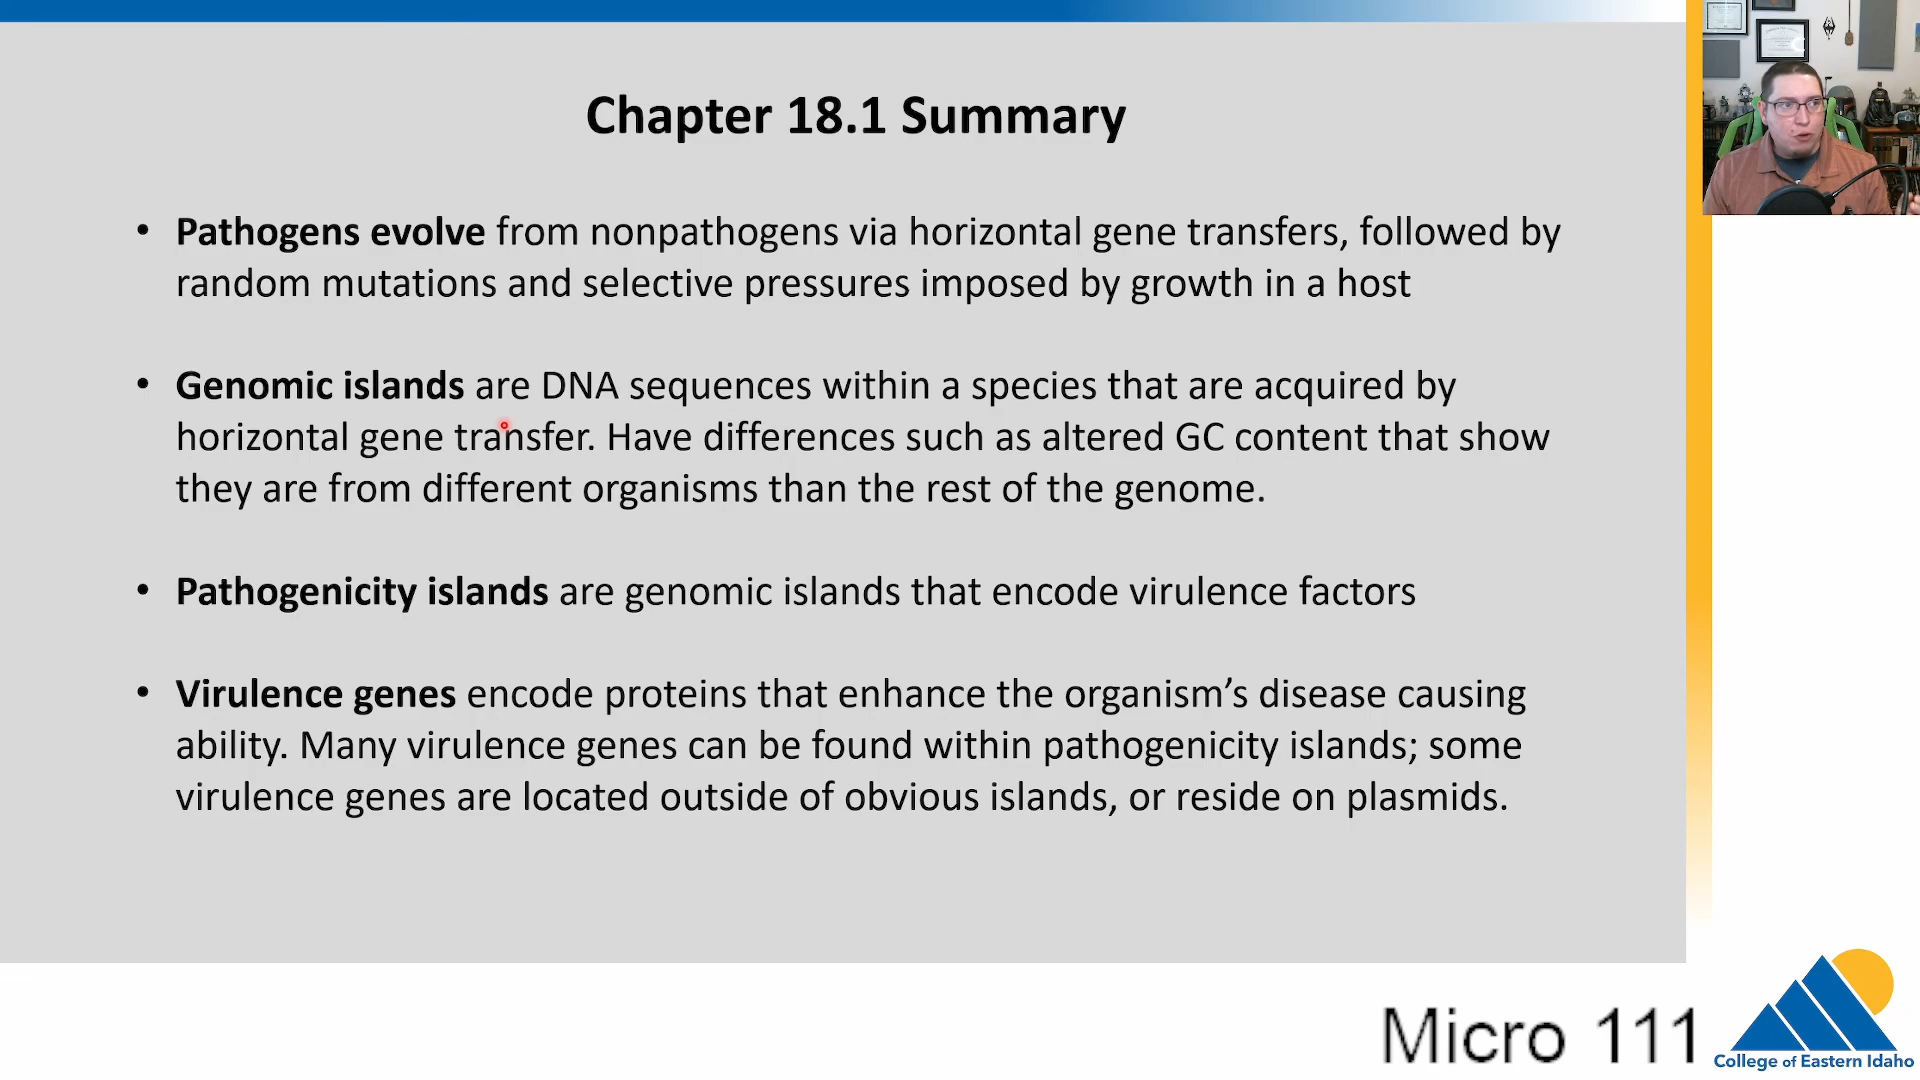 Chapter 18.1 Summary
• Pathogens evolve from nonpathogens via horizontal gene transfers, followed by
random mutations and selective pressures imposed by growth in a host
• Genomic islands are DNA sequences within a species that are acquired by
horizontal gene transfer. Have differences such as altered GC content that show
they are from different organisms than the rest of the genome.
• Pathogenicity islands are genomic islands that encode virulence factors
• Virulence genes encode proteins that enhance the organism’s disease causing
ability. Many virulence genes can be found within pathogenicity islands; some
virulence genes are located outside of obvious islands, or reside on plasmids.
Micro 111
College of Eastern Idaho